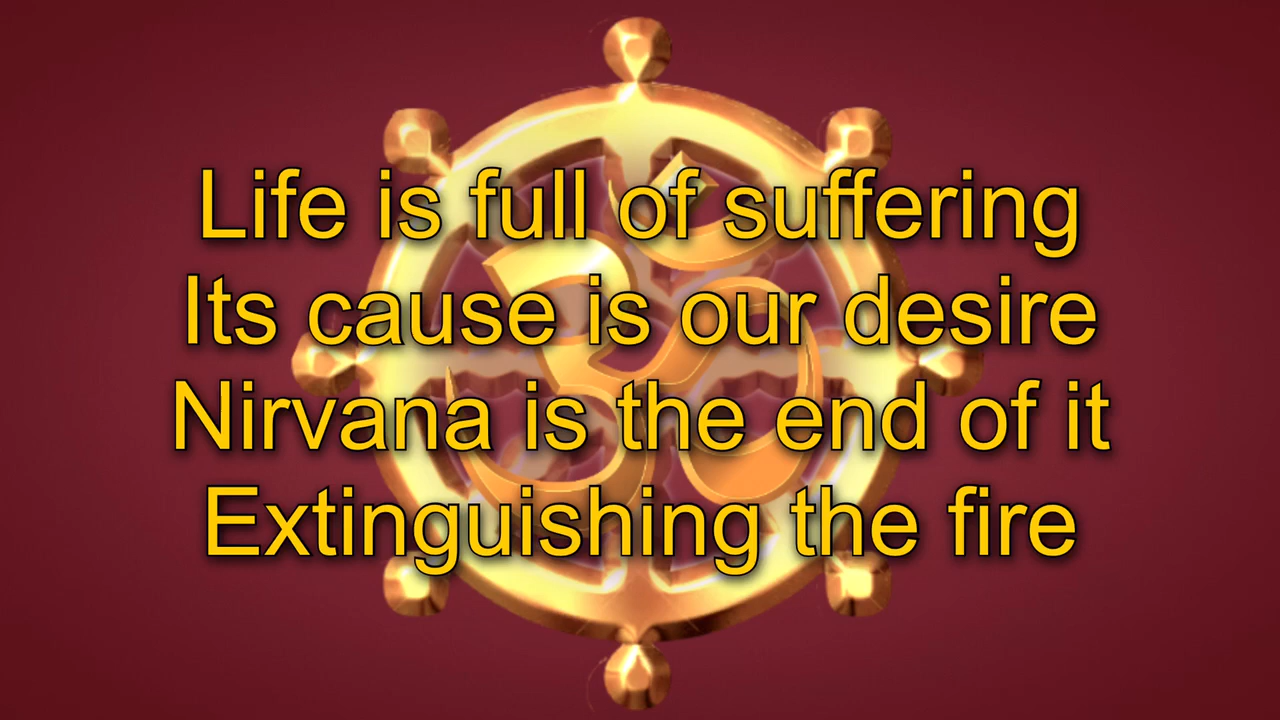 Life is full of suffering
Its cause is our desire
Nirvana is the end of it
Extinguishing the fire